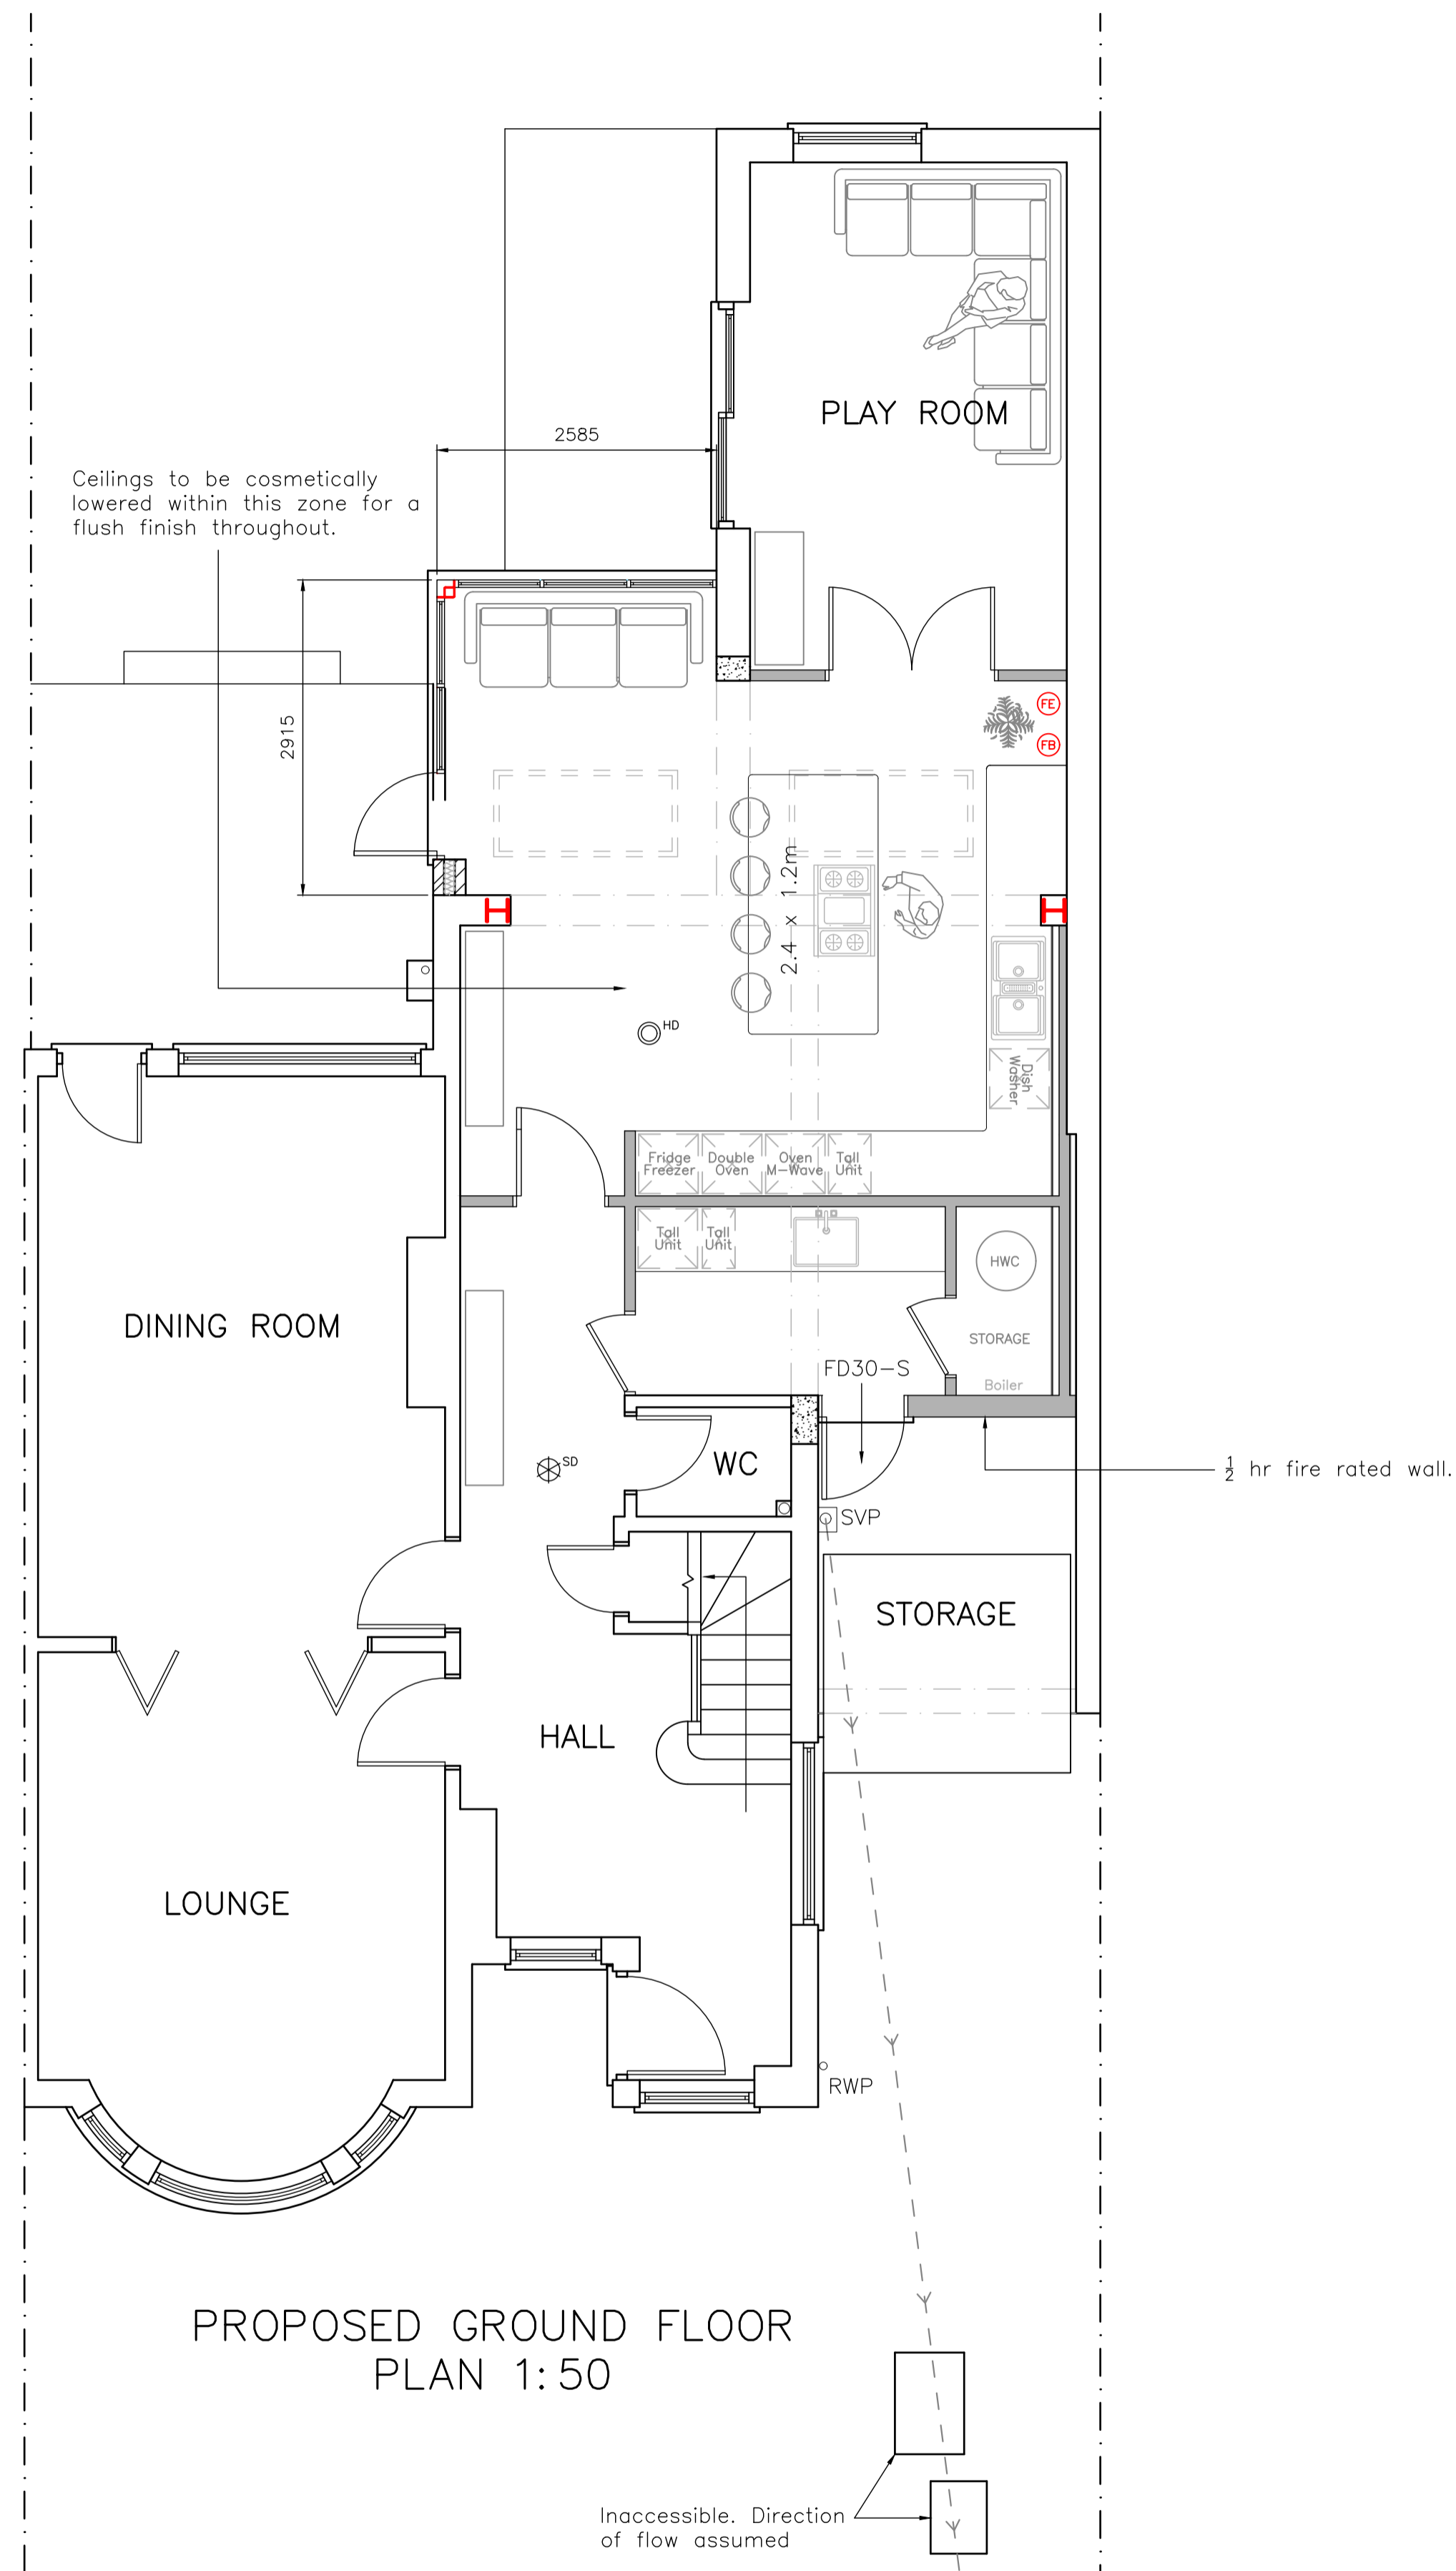 PLAY ROOM
2585
Ceilings to be cosmetically
lowered within this zone for a
flush finish throughout.
2915
FE
FB
2.4 x 1.2m
HD
Dish
Washer
Fridge
Freezer
Double
Oven
Oven
M-Wave
Tall
Unit
Tall
Unit
Tall
Unit
HWC
STORAGE
Boiler
DINING ROOM
FD30-S
WC
SD
½ hr fire rated wall.
SVP
STORAGE
HALL
LOUNGE
RWP
PROPOSED GROUND FLOOR
PLAN 1:50
Inaccessible. Direction
of flow assumed